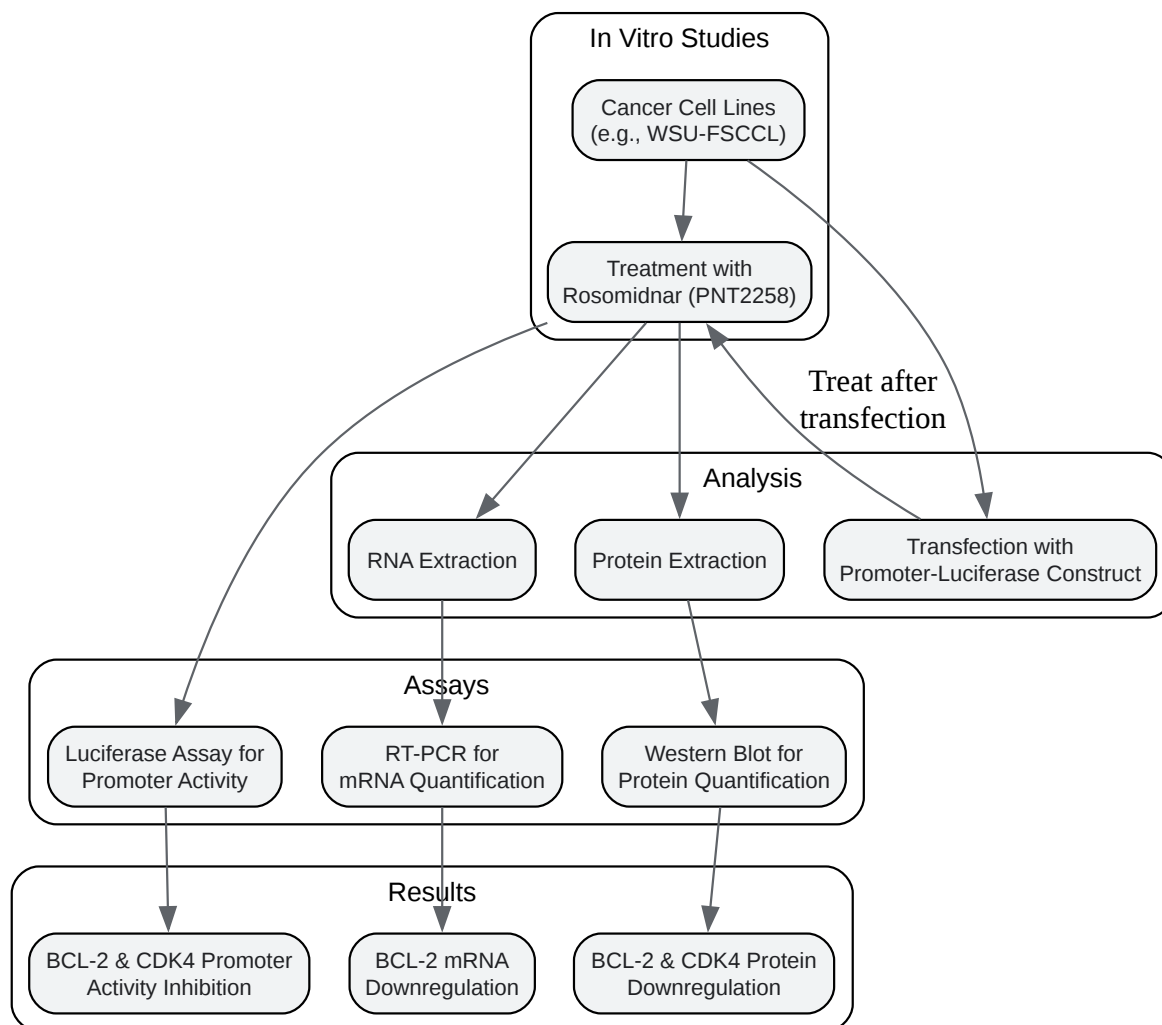 In Vitro Studies
Cancer Cell Lines
(e.g., WSU-FSCCL)
Treatment with
Rosomidnar (PNT2258)
Treat after
transfection
Analysis
RNA Extraction
Protein Extraction
Transfection with
Promoter-Luciferase Construct
Assays
Luciferase Assay for
Promoter Activity
RT-PCR for
mRNA Quantification
Western Blot for
Protein Quantification
Results
BCL-2 & CDK4 Promoter
Activity Inhibition
BCL-2 mRNA
Downregulation
BCL-2 & CDK4 Protein
Downregulation